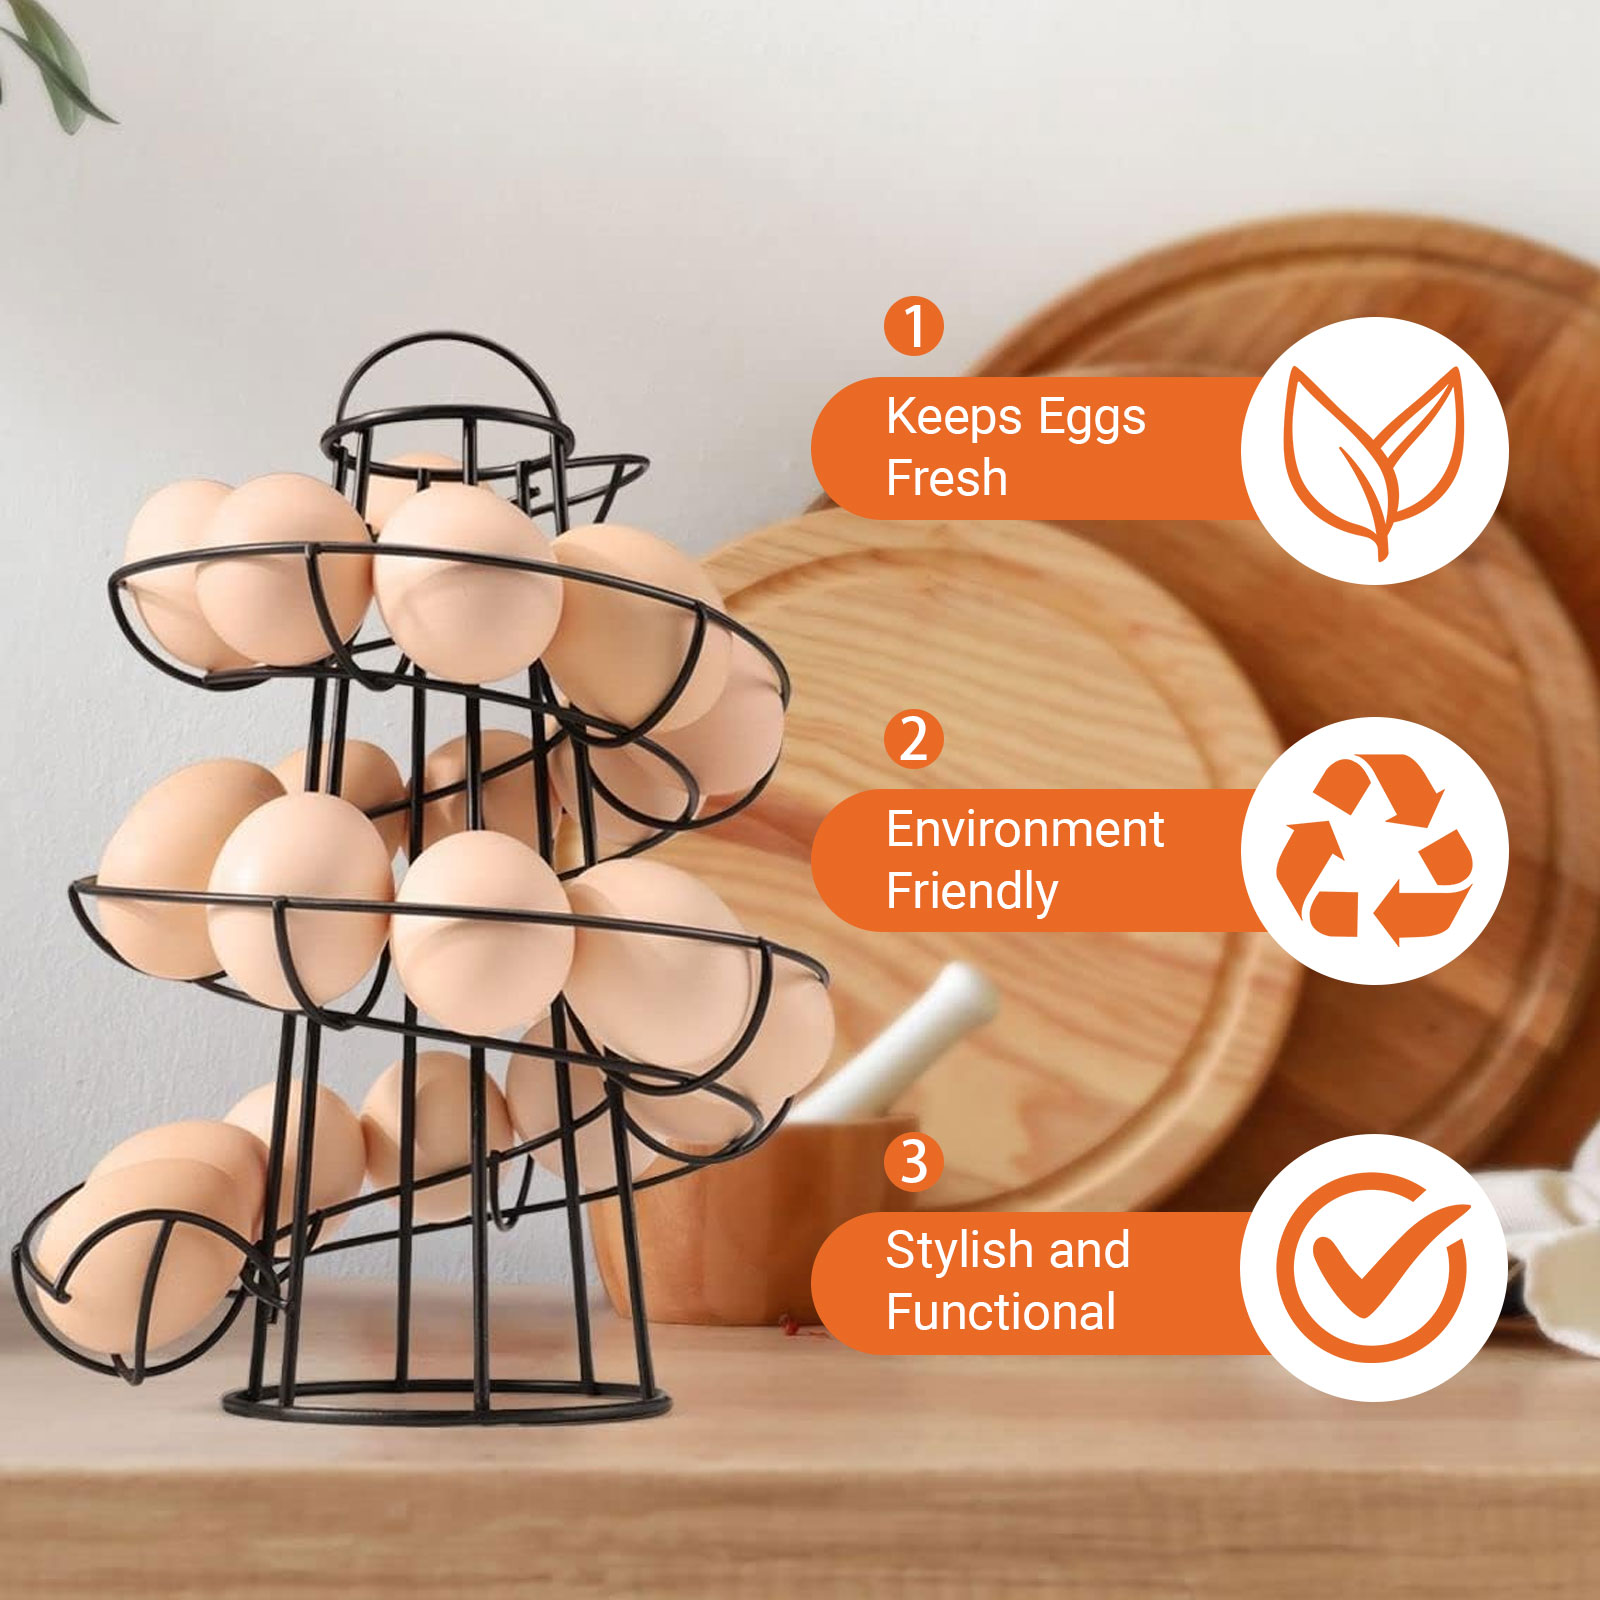 1
Keeps Eggs
Fresh
2
Environment
Friendly
3
Stylish and
Functional